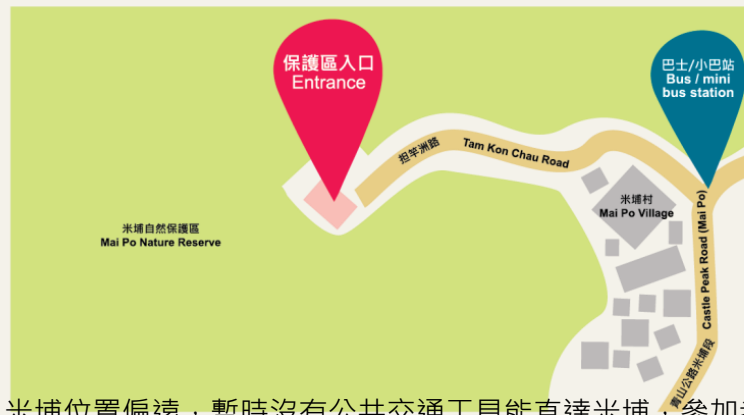 保護區入口
Entrance
巴士/小巴站
Bus / mini
bus station
担竿洲路
Tam Kon Chau Road
米埔村
Mai Po Village
米埔自然保護區
Mai Po Nature Reserve
Castle Peak Road (Mai Po)
青山公路米埔段
米埔位置偏遠，暫時沒有公共交通工具能直達米埔，參加